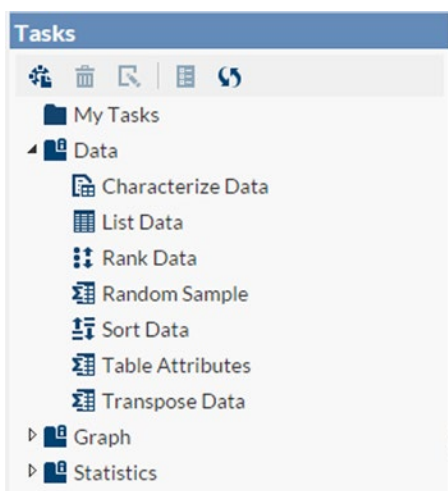 Tasks
My Tasks
Data
Characterize Data
List Data
Rank Data
Random Sample
Sort Data
Table Attributes
Transpose Data
Graph
Statistics